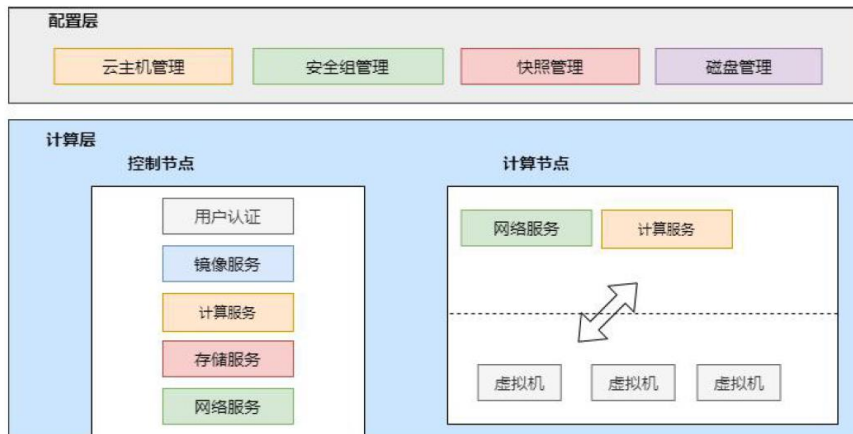 配置层
云主机管理
安全组管理
快照管理
磁盘管理
计算层
控制节点
用户认证
镜像服务
计算服务
存储服务
网络服务
计算节点
网络服务
计算服务
虚拟机
虚拟机
虚拟机